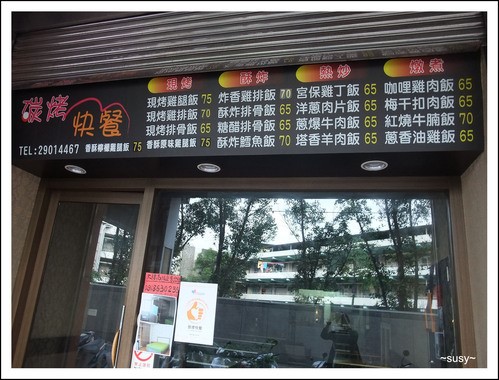 碳烤
快餐
TEL:29014467
現烤
現烤雞腿飯 75
現烤雞排飯 70
現烤排骨飯 65
香酥檸檬雞腿飯 75
香酥原味雞腿飯 75
酥炸
炸香雞排飯 70
酥炸排骨飯 65
糖醋排骨飯 65
酥炸鱈魚飯 70
熱炒
宮保雞丁飯 65
洋蔥肉片飯 65
蔥爆牛肉飯 65
塔香羊肉飯 65
燉煮
咖哩雞肉飯 65
梅干扣肉飯 65
紅燒牛腩飯 70
蔥香油雞飯 65
~susy~